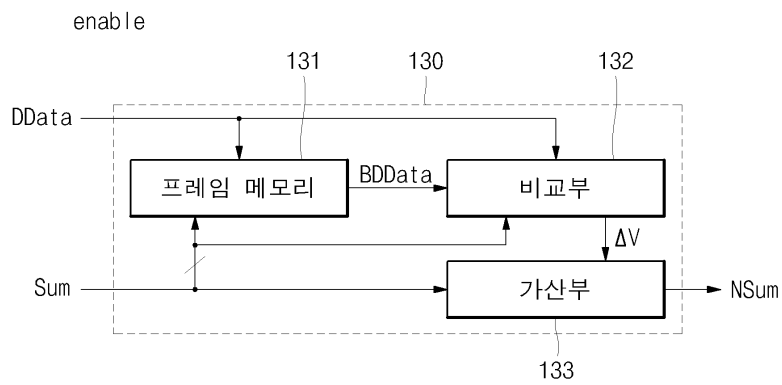 enable
131
130
132
DData
프레임 메모리
BDData
비교부
ΔV
Sum
가산부
NSum
133